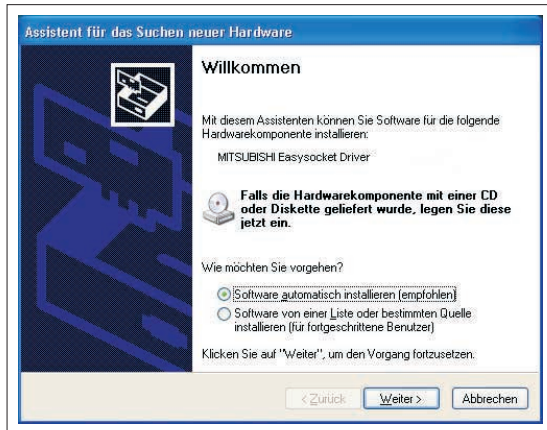 Assistent für das Suchen neuer Hardware
Willkommen
Mit diesem Assistenten können Sie Software für die folgende
Hardwarekomponente installieren:
MITSUBISHI Easysocket Driver
Falls die Hardwarekomponente mit einer CD
oder Diskette geliefert wurde, legen Sie diese
jetzt ein.
Wie möchten Sie vorgehen?
Software automatisch installieren (empfohlen)
Software von einer Liste oder bestimmten Quelle
installieren (für fortgeschrittene Benutzer)
Klicken Sie auf "Weiter", um den Vorgang fortzusetzen.
< Zurück
Weiter >
Abbrechen